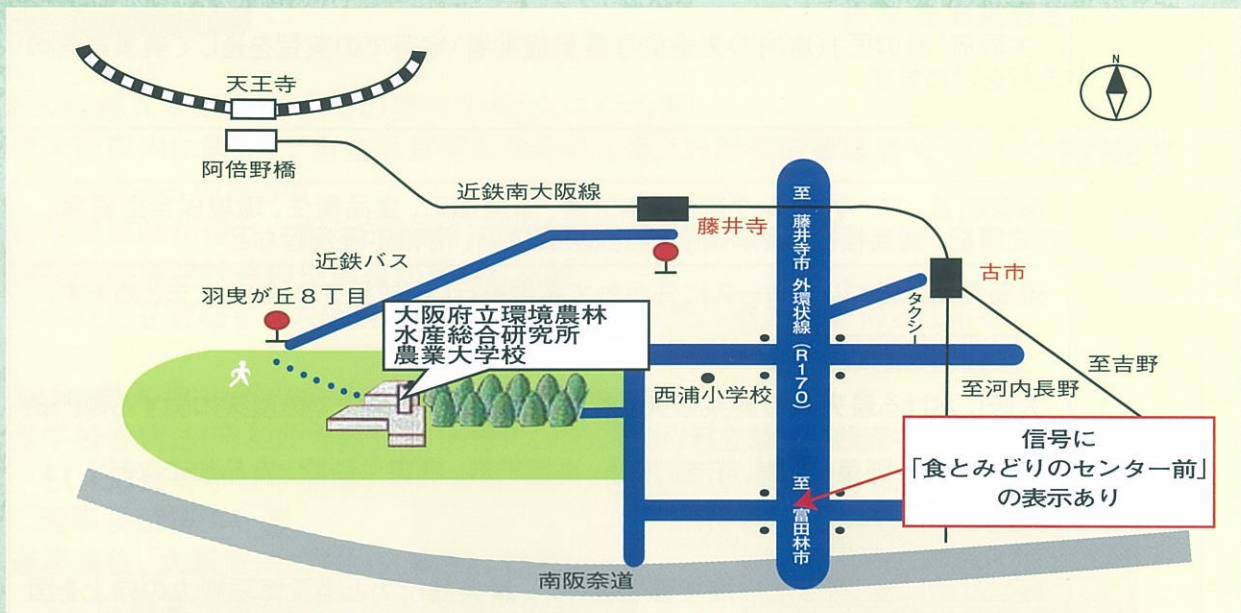 天王寺
N
阿倍野橋
近鉄南大阪線
藤井寺
近鉄バス
羽曳が丘８丁目
大阪府立環境農林
水産総合研究所
農業大学校
至 藤井寺市 外環状線（R170） 至 富田林市
古市
タクシー
西浦小学校
至吉野
至河内長野
信号に
「食とみどりのセンター前」
の表示あり
南阪奈道